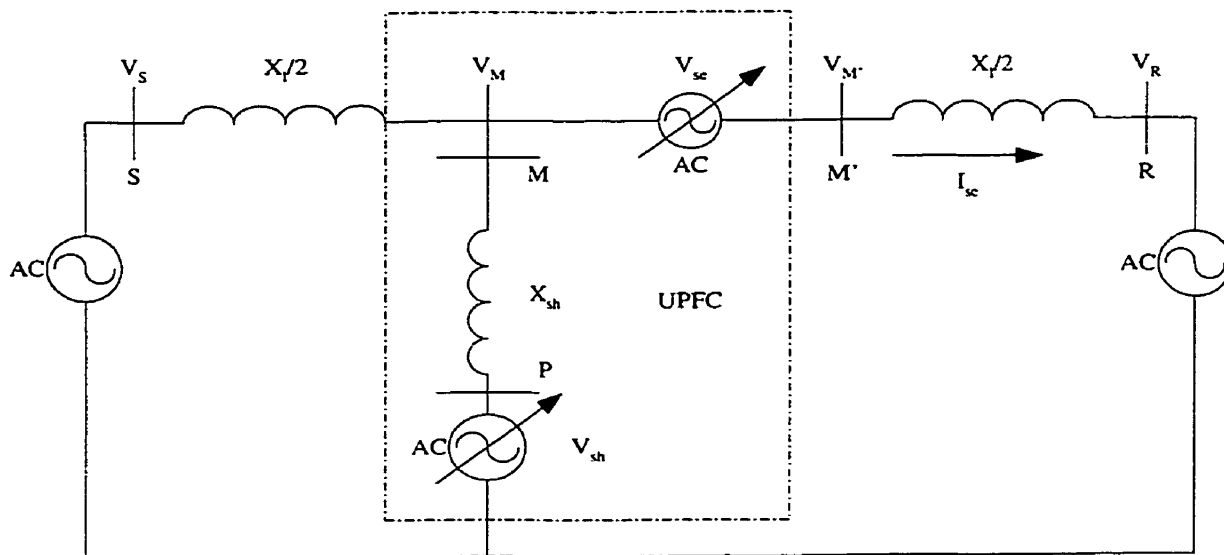 V_S
X_l/2
V_M
V_se
V_M'
X_l/2
V_R
S
M
AC
M'
I_se
R
AC
AC
X_sh
UPFC
P
AC
V_sh